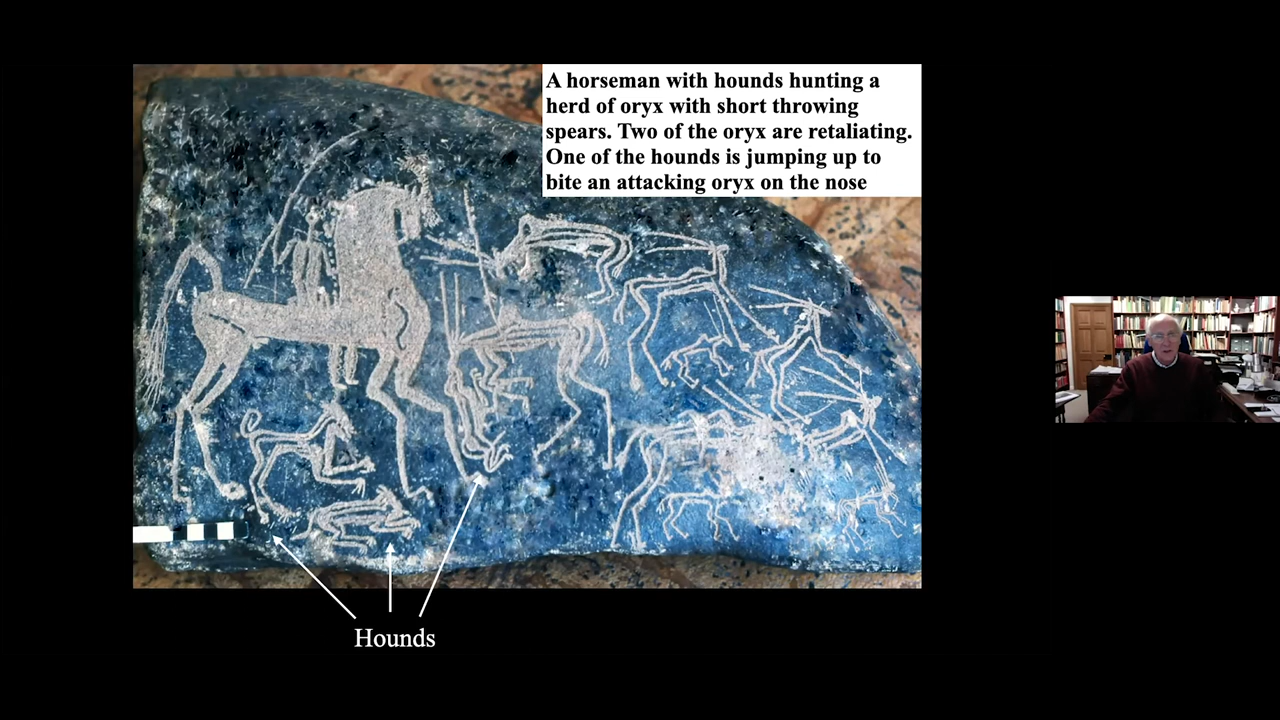 A horseman with hounds hunting a
herd of oryx with short throwing
spears. Two of the oryx are retaliating.
One of the hounds is jumping up to
bite an attacking oryx on the nose
Hounds